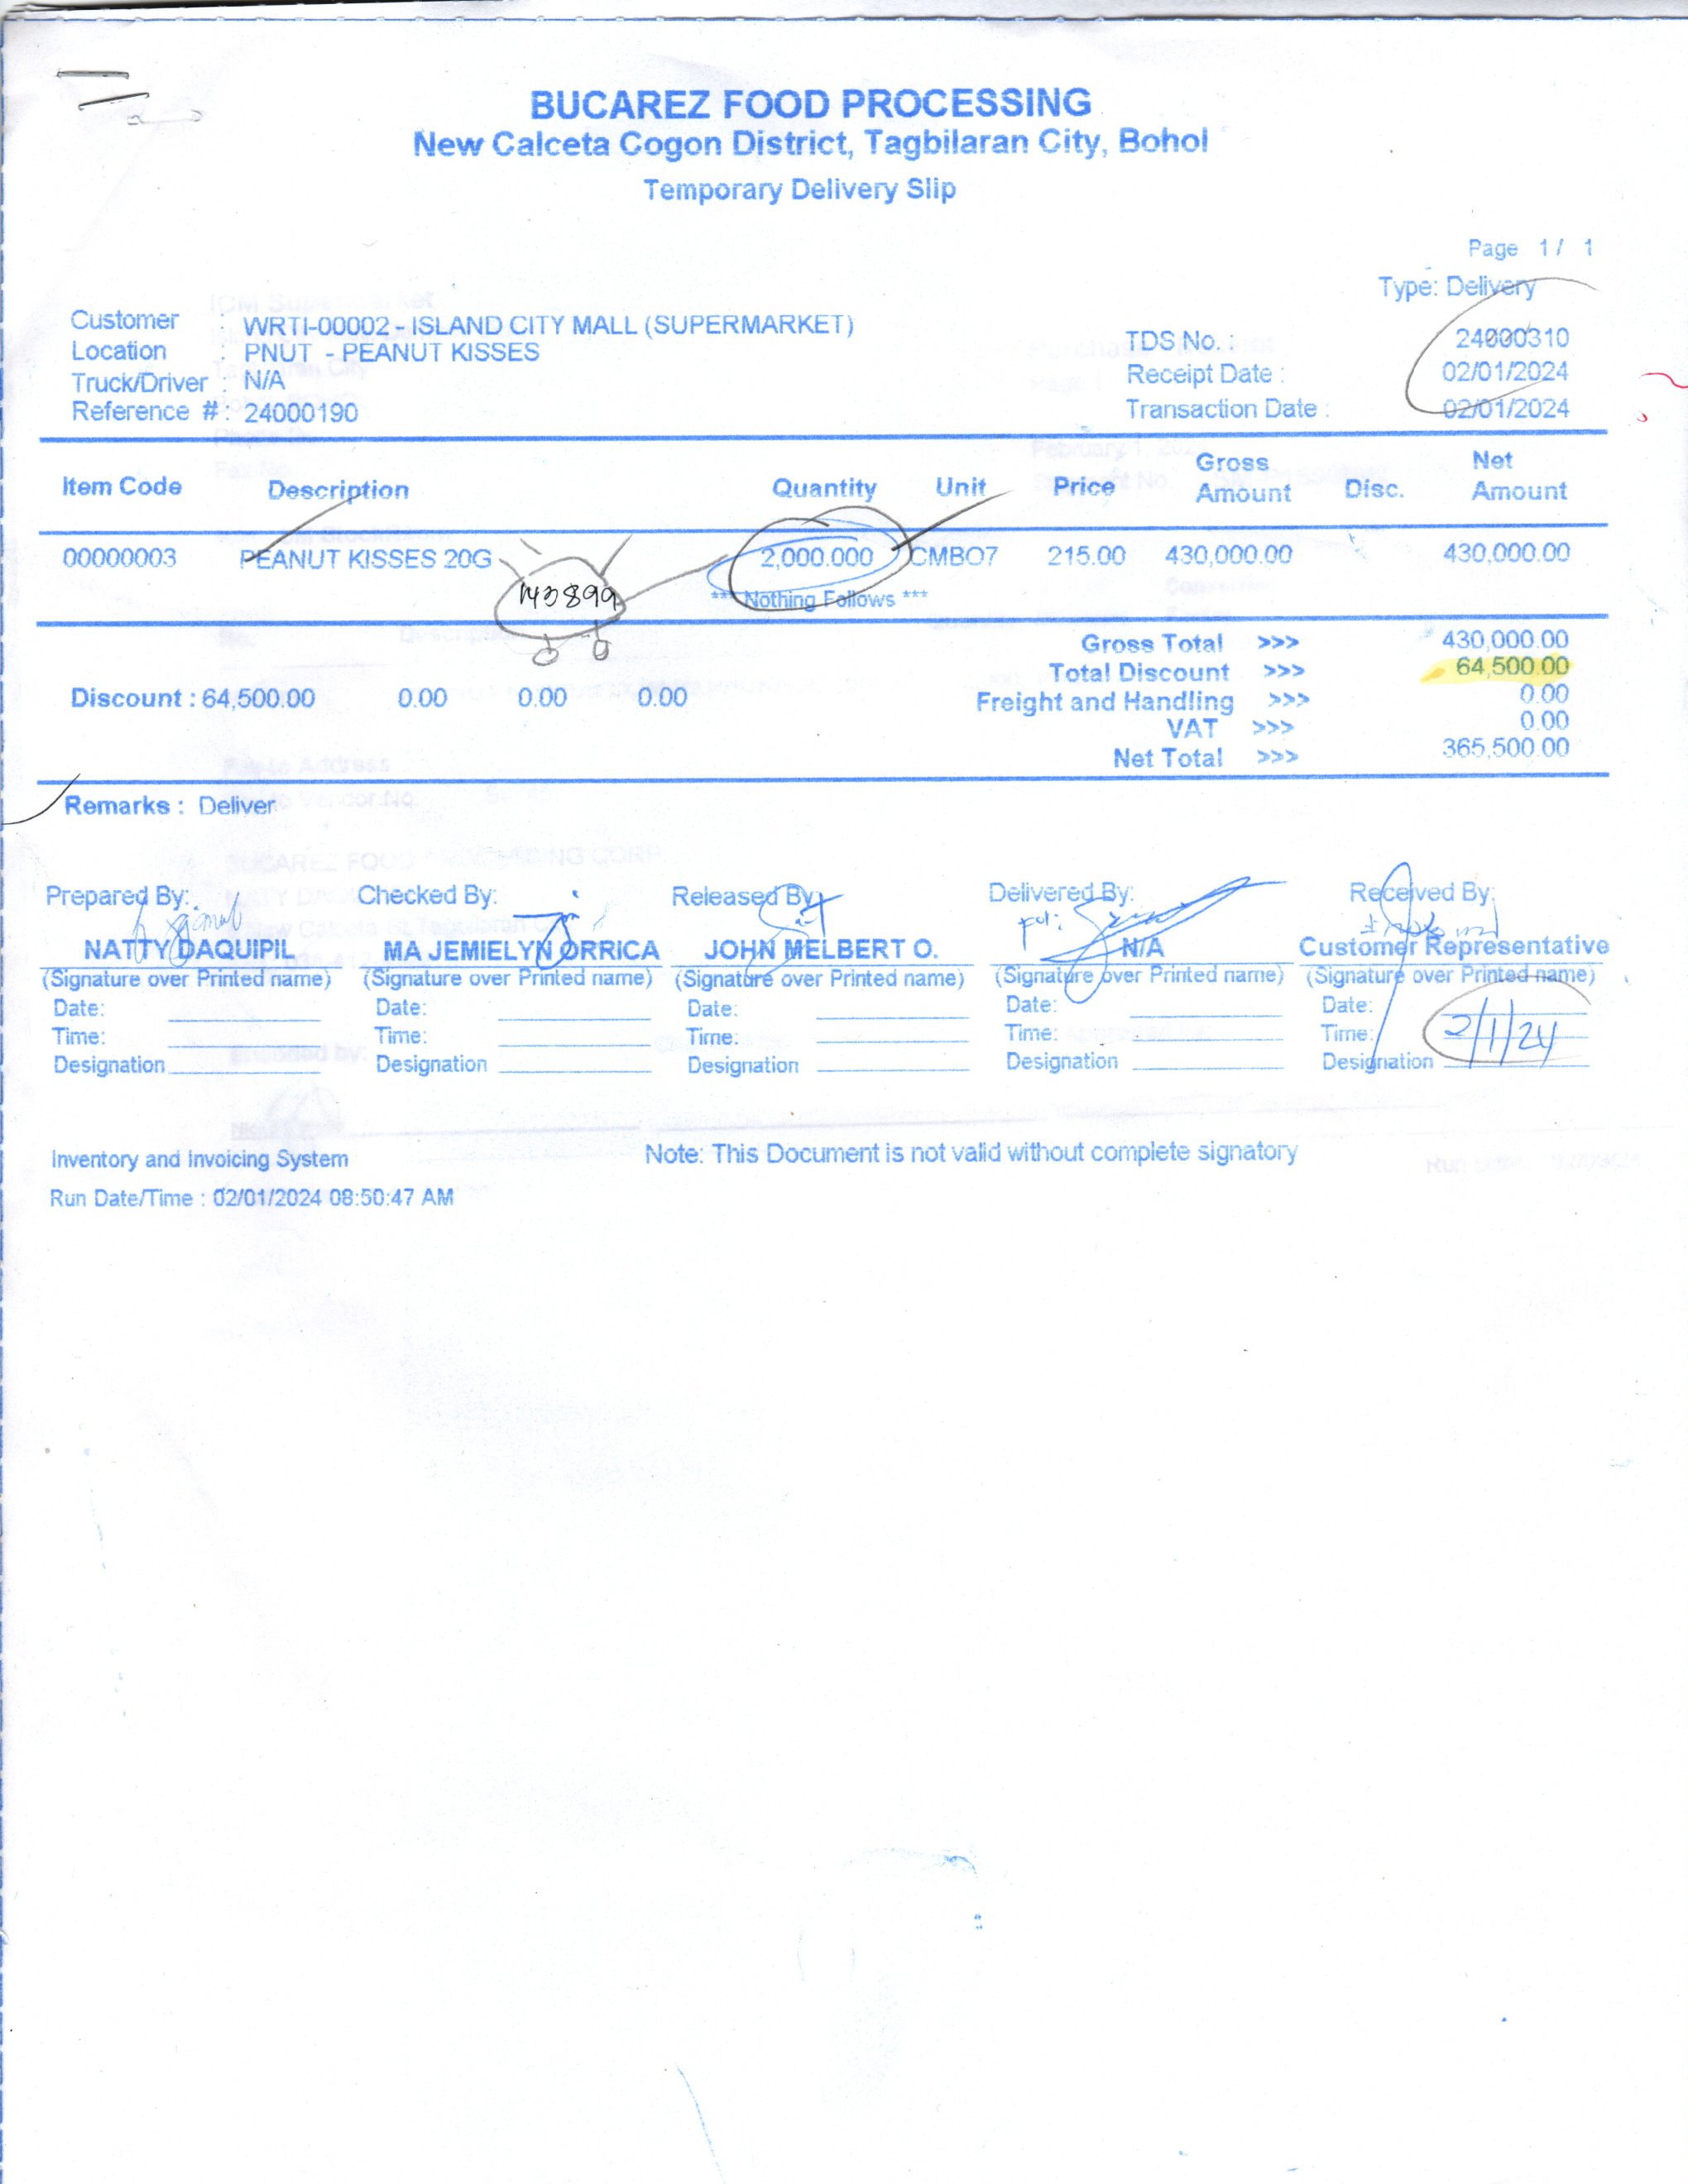 BUCAREZ FOOD PROCESSING
New Calceta Cogon District, Tagbilaran City, Bohol
Temporary Delivery Slip
Page 1 / 1
Type: Delivery
Customer : WRTI-00002 - ISLAND CITY MALL (SUPERMARKET)
Location : PNUT - PEANUT KISSES
Truck/Driver : N/A
Reference # : 24000190
TDS No. : 24000310
Receipt Date : 02/01/2024
Transaction Date : 02/01/2024
Item Code Description Quantity Unit Price Gross Amount Disc. Net Amount
00000003 PEANUT KISSES 20G 2,000.000 CMBO7 215.00 430,000.00 430,000.00
143899
*** Nothing Follows ***
Gross Total >>> 430,000.00
Total Discount >>> 64,500.00
Discount : 64,500.00 0.00 0.00 0.00
Freight and Handling >>> 0.00
VAT >>> 0.00
Net Total >>> 365,500.00
Remarks : Deliver
Prepared By: Checked By: Released By: Delivered By: Received By:
NATTY DAQUIPIL MA JEMIELYN ORRICA JOHN MELBERT O. N/A Customer Representative
(Signature over Printed name) (Signature over Printed name) (Signature over Printed name) (Signature over Printed name) (Signature over Printed name)
Date: Date: Date: Date: Date:
Time: Time: Time: Time: Time: 2/1/24
Designation Designation Designation Designation Designation
Inventory and Invoicing System
Note: This Document is not valid without complete signatory
Run Date/Time : 02/01/2024 08:50:47 AM